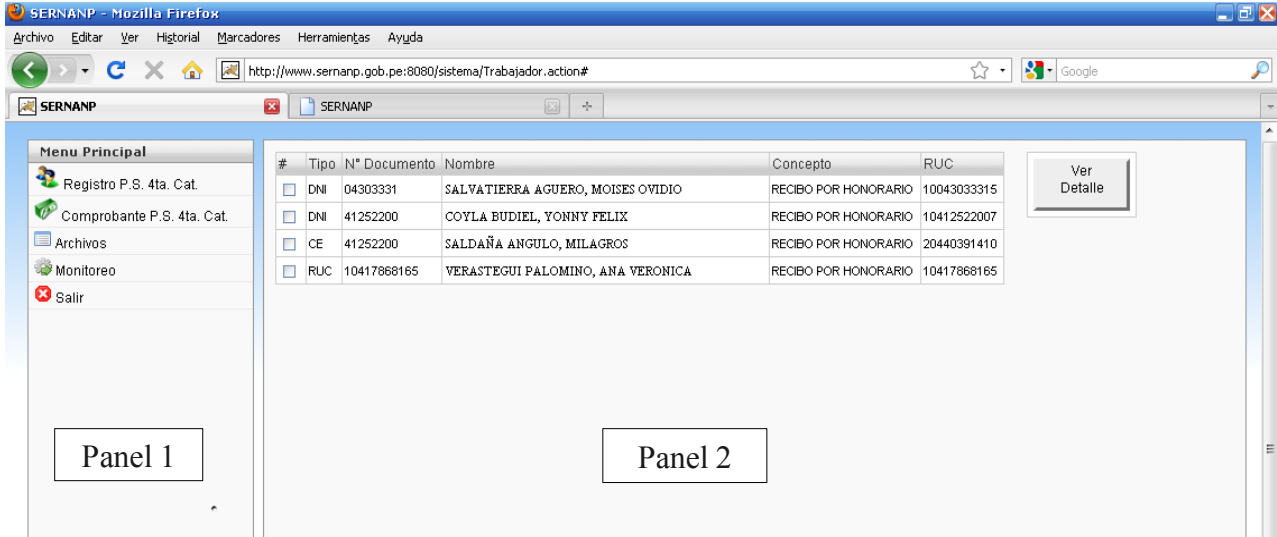 SERNANP - Mozilla Firefox
Archivo Editar Ver Historial Marcadores Herramientas Ayuda
http://www.sernanp.gob.pe:8080/sistema/Trabajador.action# Google
SERNANP SERNANP
Menu Principal
Registro P.S. 4ta. Cat.
Comprobante P.S. 4ta. Cat.
Archivos
Monitoreo
Salir
Panel 1
# Tipo N° Documento Nombre Concepto RUC
DNI 04303331 SALVATIERRA AGUERO, MOISES OVIDIO RECIBO POR HONORARIO 10043033315
DNI 41252200 COYLA BUDIEL, YONNY FELIX RECIBO POR HONORARIO 10412522007
CE 41252200 SALDAÑA ANGULO, MILAGROS RECIBO POR HONORARIO 20440391410
RUC 10417868165 VERASTEGUI PALOMINO, ANA VERONICA RECIBO POR HONORARIO 10417868165
Ver
Detalle
Panel 2